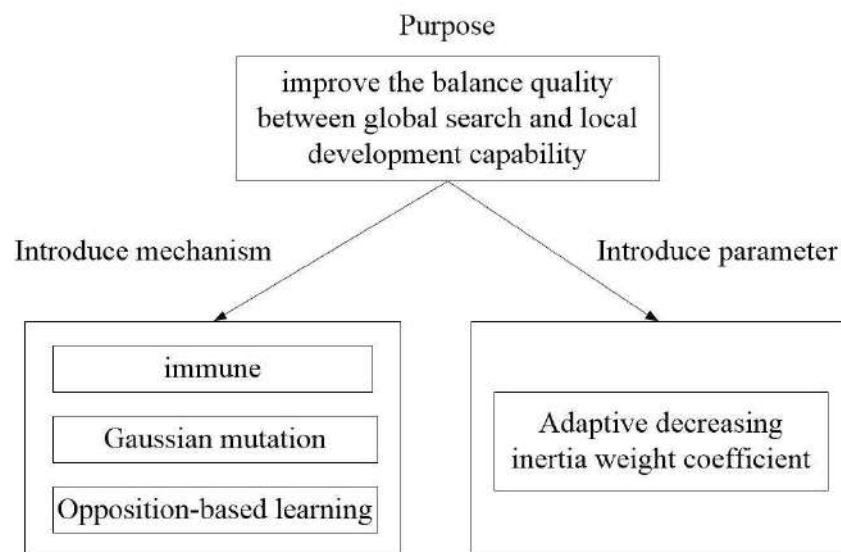 Purpose
improve the balance quality
between global search and local
development capability
Introduce mechanism
Introduce parameter
immune
Gaussian mutation
Opposition-based learning
Adaptive decreasing
inertia weight coefficient